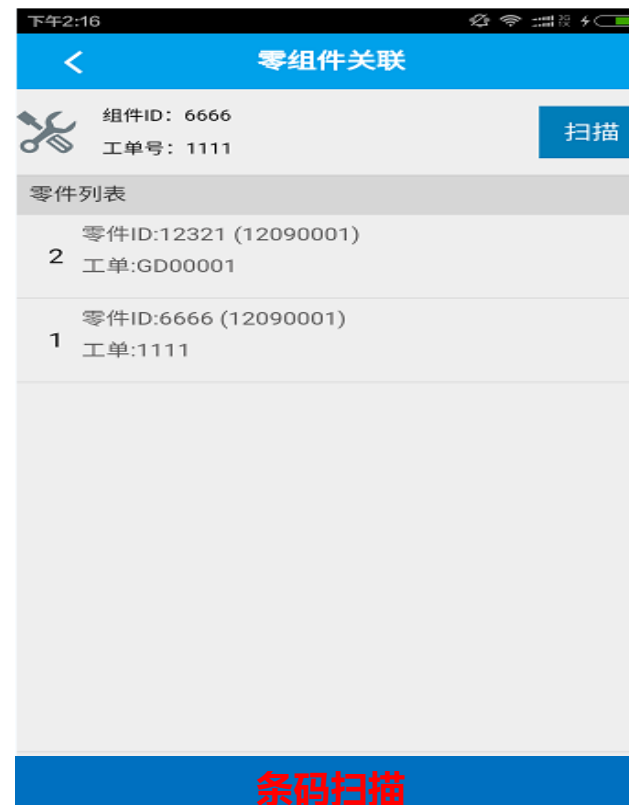 下午2:16
零组件关联
组件ID: 6666
工单号: 1111
扫描
零件列表
2
零件ID:12321 (12090001)
工单:GD00001
1
零件ID:6666 (12090001)
工单:1111
条码扫描